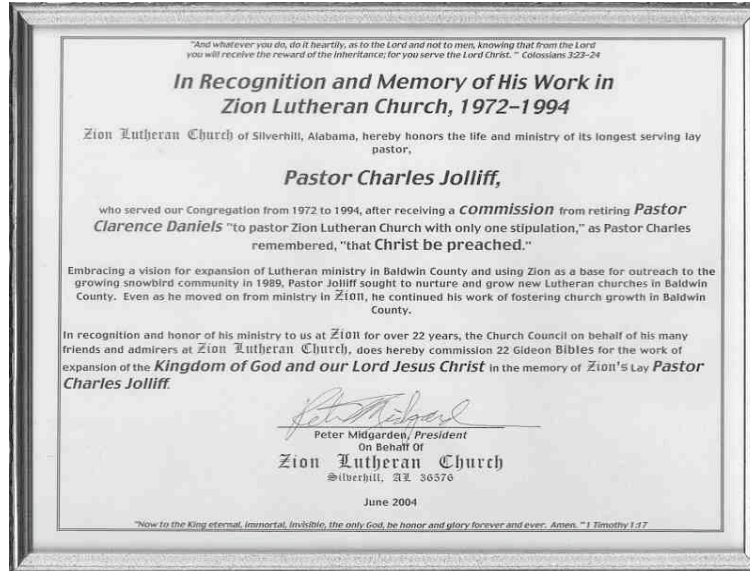 "And whatever you do, do it heartily, as to the Lord and not to men, knowing that from the Lord
you will receive the reward of the inheritance; for you serve the Lord Christ. " Colossians 3:23-24
In Recognition and Memory of His Work in
Zion Lutheran Church, 1972-1994
Zion Lutheran Church of Silverhill, Alabama, hereby honors the life and ministry of its longest serving lay
pastor,
Pastor Charles Jolliff,
who served our Congregation from 1972 to 1994, after receiving a commission from retiring Pastor
Clarence Daniels "to pastor Zion Lutheran Church with only one stipulation," as Pastor Charles
remembered, "that Christ be preached."
Embracing a vision for expansion of Lutheran ministry in Baldwin County and using Zion as a base for outreach to the
growing snowbird community in 1989, Pastor Jolliff sought to nurture and grow new Lutheran churches in Baldwin
County. Even as he moved on from ministry in Zion, he continued his work of fostering church growth in Baldwin
County.
In recognition and honor of his ministry to us at Zion for over 22 years, the Church Council on behalf of his many
friends and admirers at Zion Lutheran Church, does hereby commission 22 Gideon Bibles for the work of
expansion of the Kingdom of God and our Lord Jesus Christ in the memory of Zion's Lay Pastor
Charles Jolliff.
Peter Midgarden
Peter Midgarden, President
On Behalf Of
Zion Lutheran Church
Silverhill, AL 36576
June 2004
"Now to the King eternal, immortal, invisible, the only God, be honor and glory forever and ever. Amen. "1 Timothy 1:17